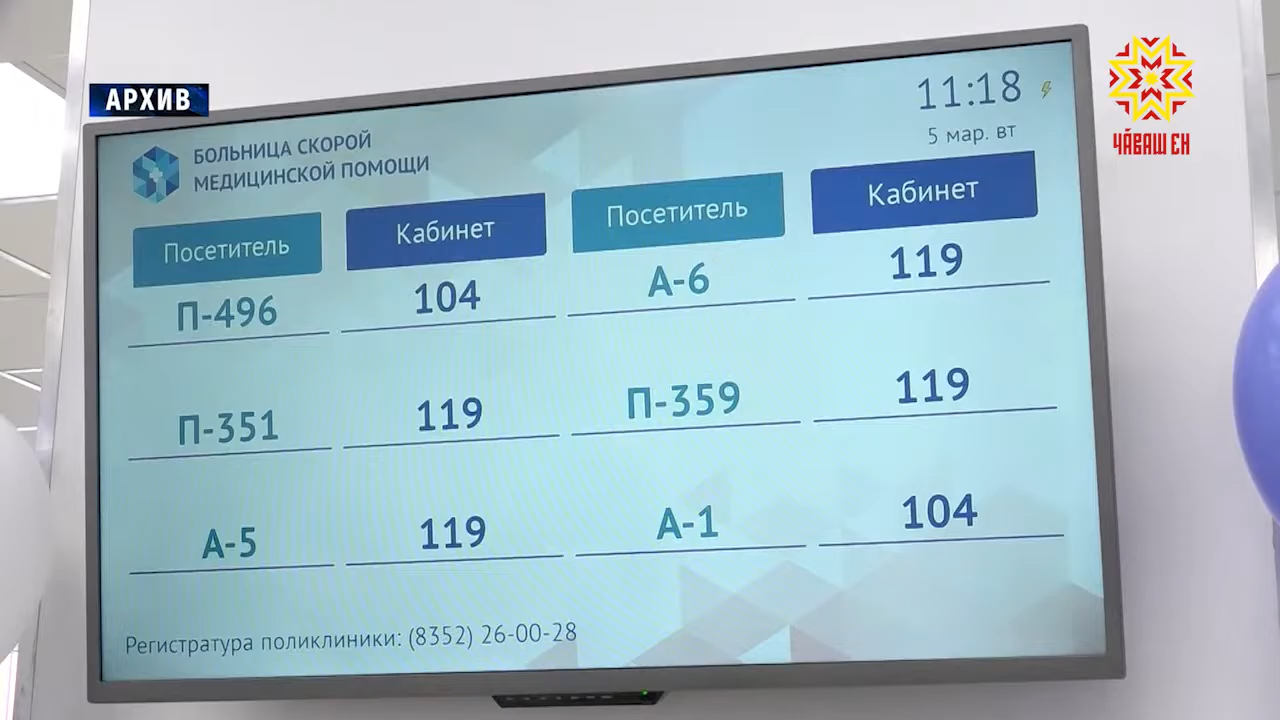 АРХИВ
ЧӐВАШ ЕН
11:18
5 мар. вт
БОЛЬНИЦА СКОРОЙ
МЕДИЦИНСКОЙ ПОМОЩИ
Посетитель Кабинет Посетитель Кабинет
П-496 104 А-6 119
П-351 119 П-359 119
А-5 119 А-1 104
Регистратура поликлиники: (8352) 26-00-28